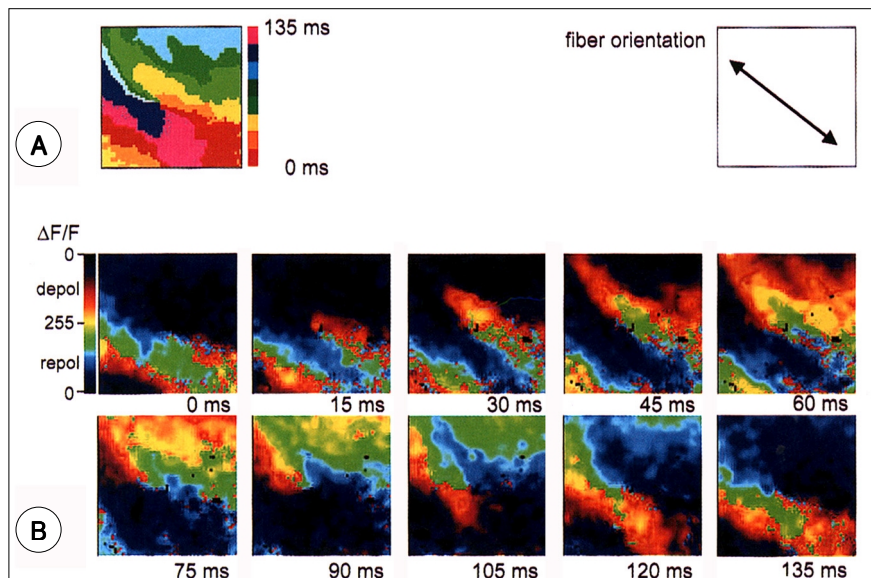 135 ms
fiber orientation
A
0 ms
ΔF/F
0
depol
255
repol
0
0 ms
15 ms
30 ms
45 ms
60 ms
B
75 ms
90 ms
105 ms
120 ms
135 ms